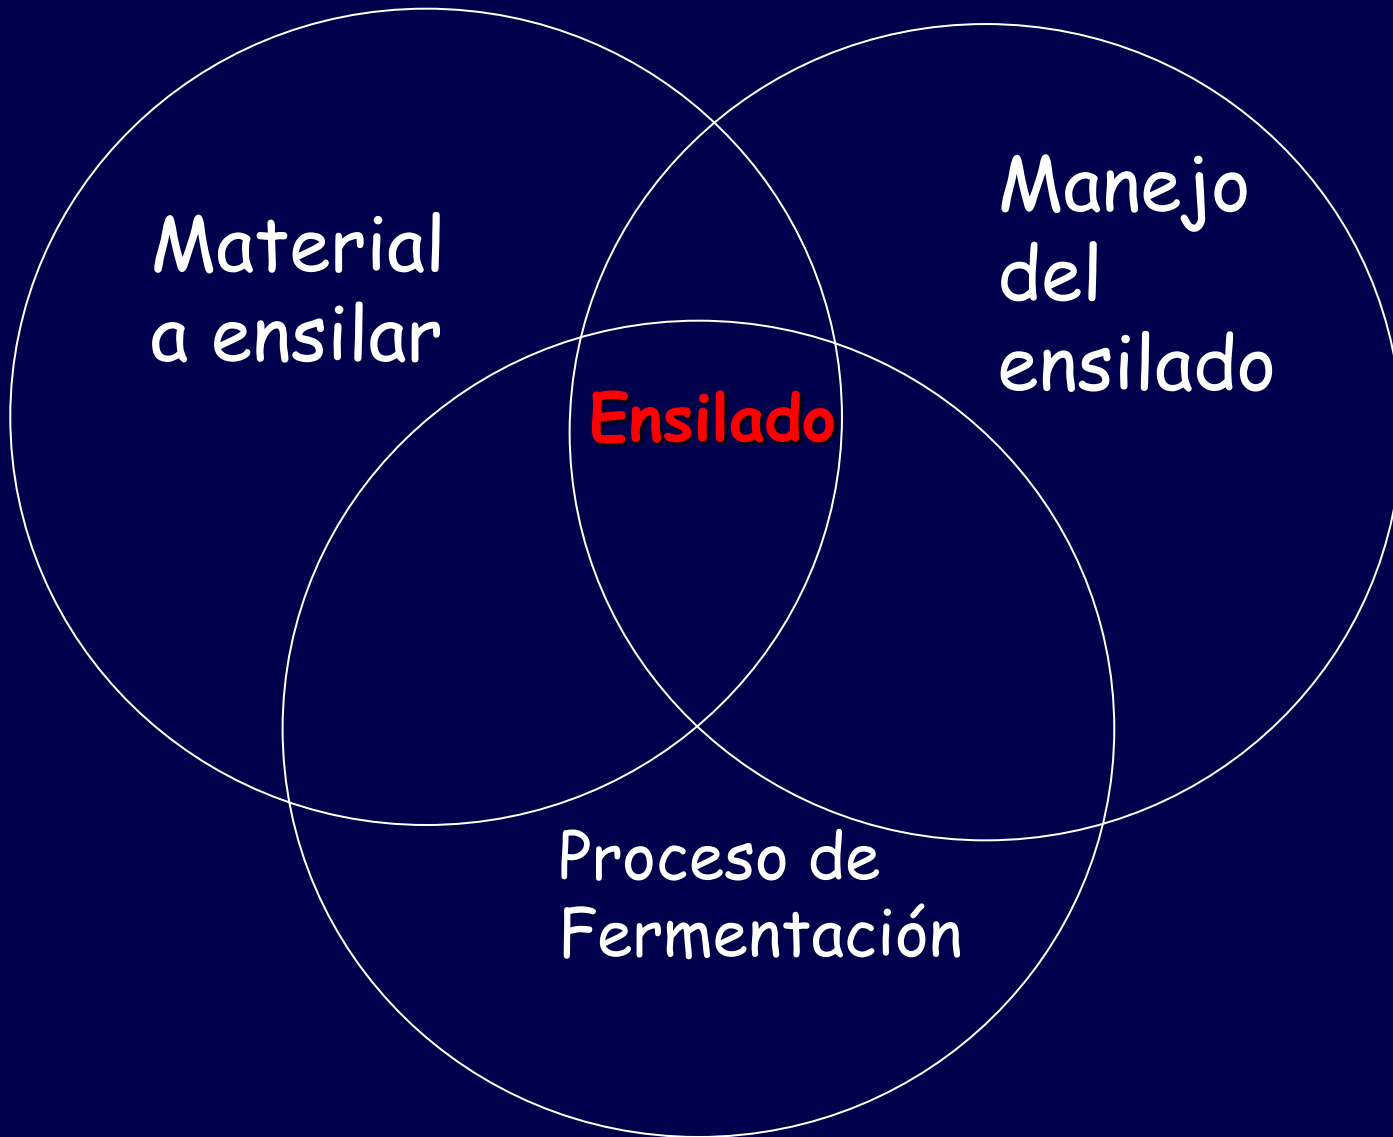 Material
a ensilar
Manejo
del
ensilado
Ensilado
Proceso de
Fermentación